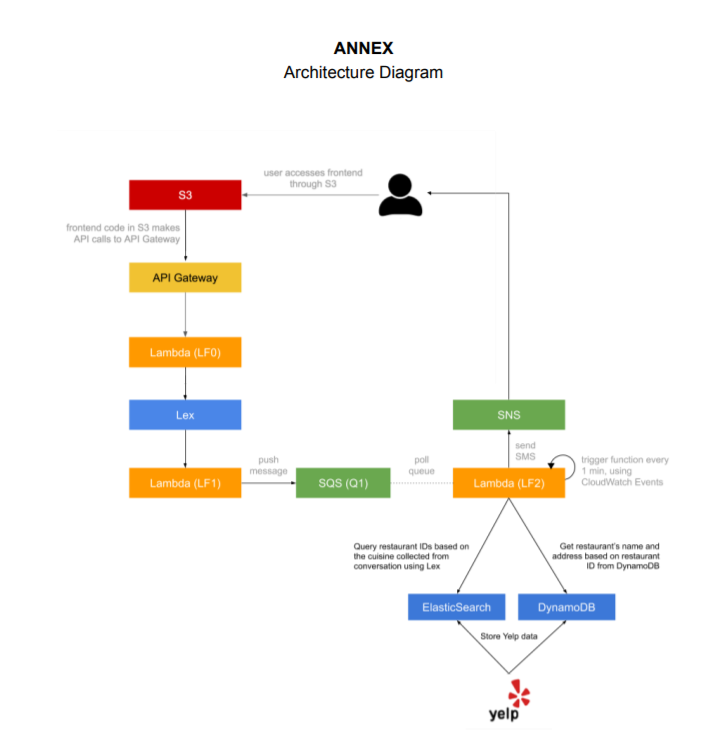 ANNEX
Architecture Diagram
user accesses frontend
through S3
S3
frontend code in S3 makes
API calls to API Gateway
API Gateway
Lambda (LF0)
Lex
SNS
send
SMS
push
message
poll
queue
trigger function every
1 min, using
CloudWatch Events
Lambda (LF1)
SQS (Q1)
Lambda (LF2)
Query restaurant IDs based on
the cuisine collected from
conversation using Lex
Get restaurant's name and
address based on restaurant
ID from DynamoDB
ElasticSearch
DynamoDB
Store Yelp data
yelp